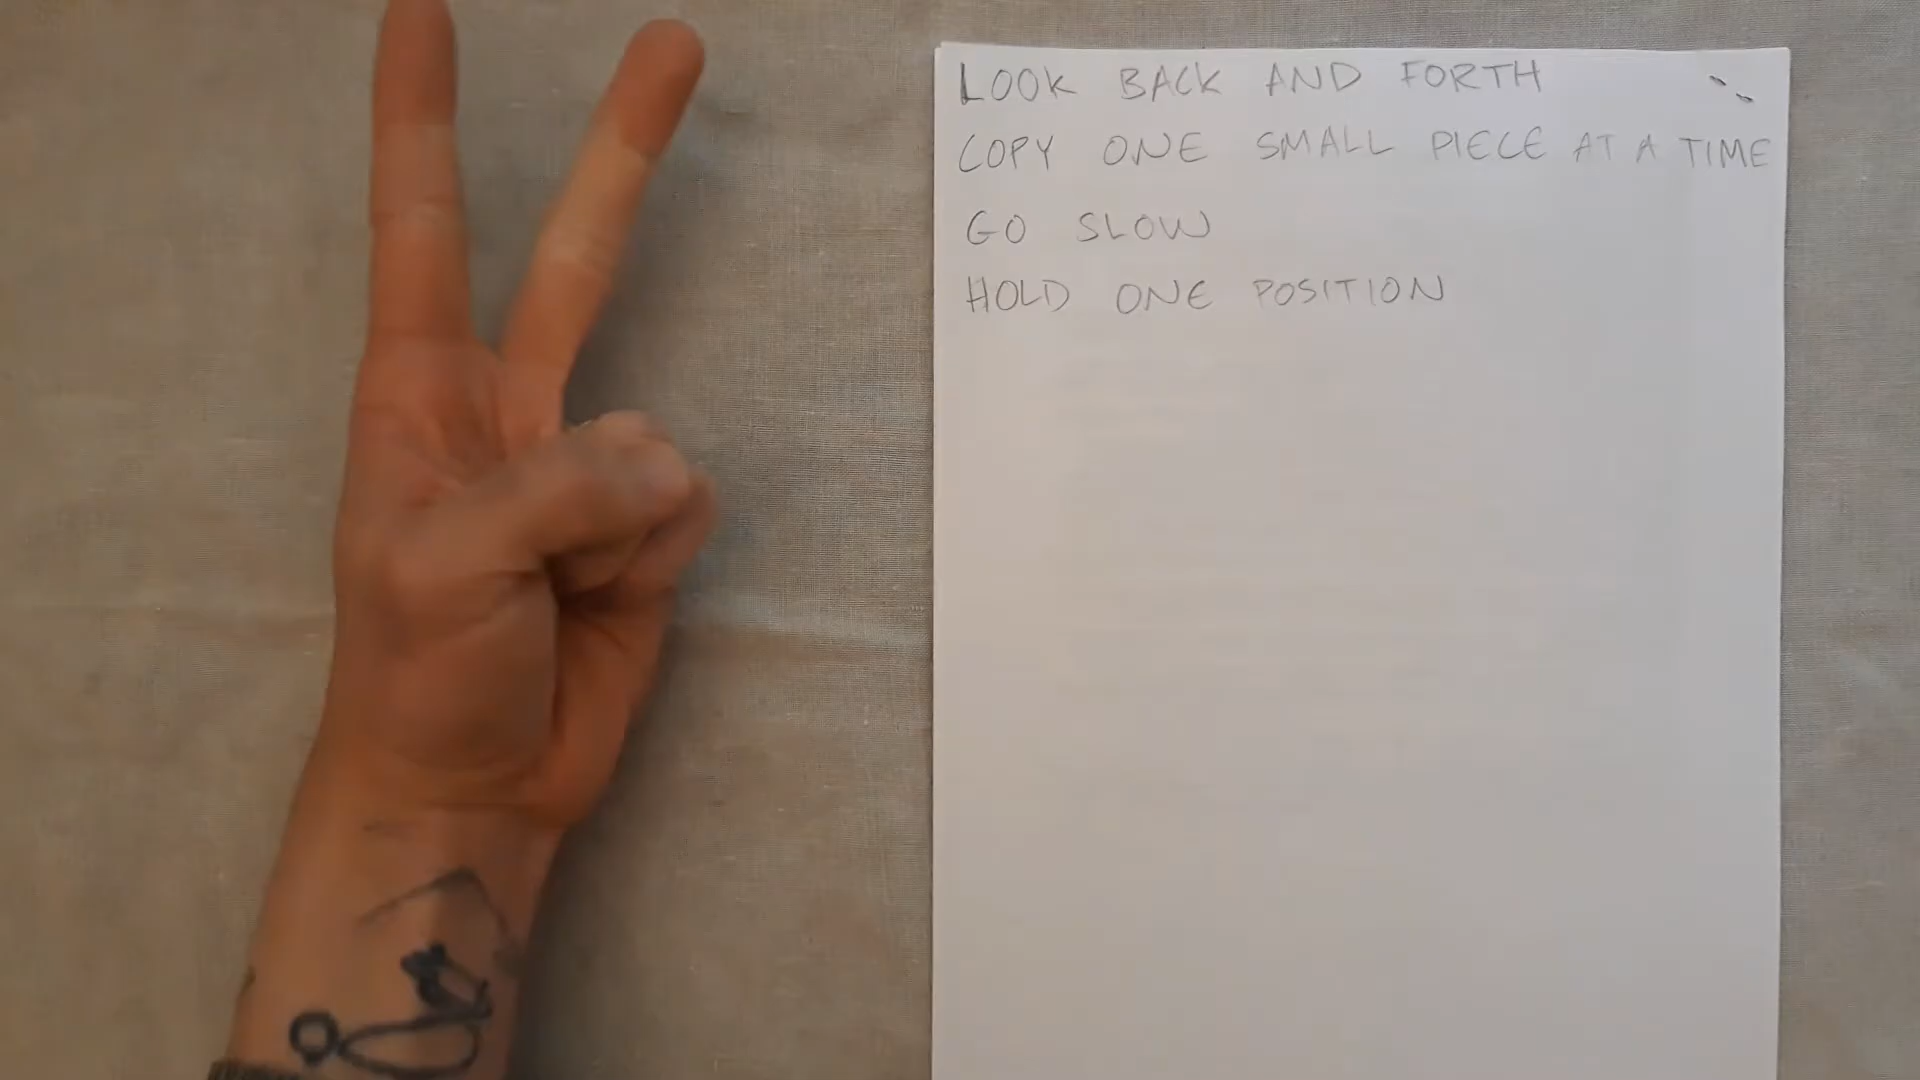 LOOK BACK AND FORTH
COPY ONE SMALL PIECE AT A TIME
GO SLOW
HOLD ONE POSITION